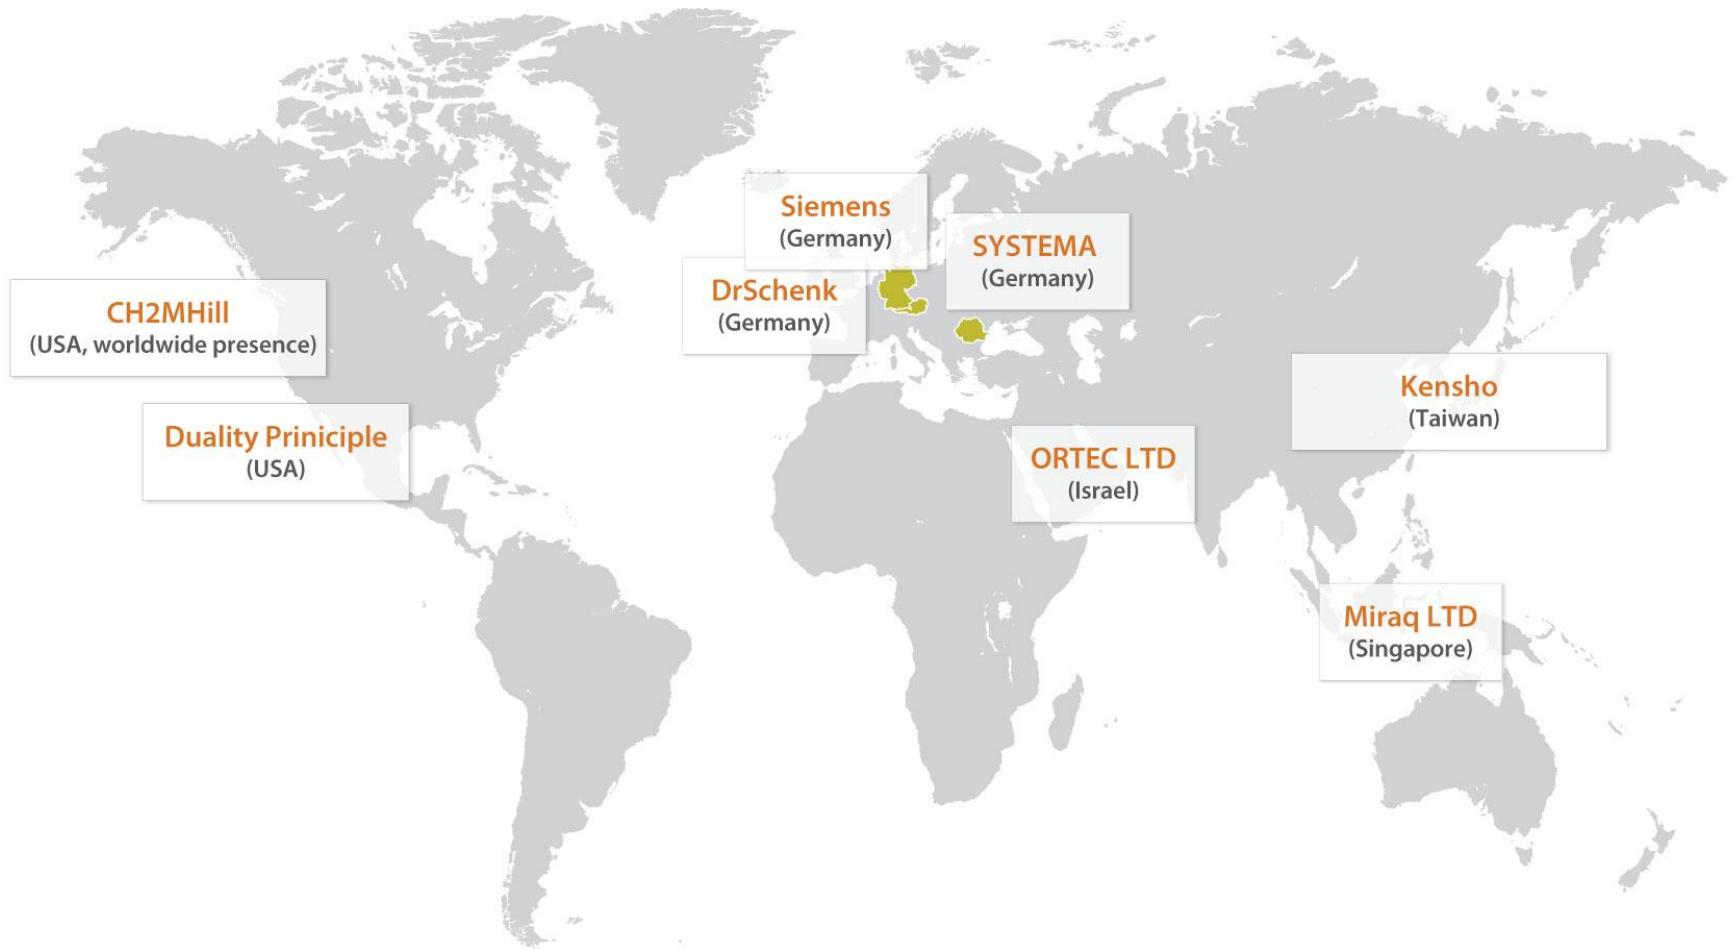 Siemens
(Germany)
SYSTEMA
(Germany)
DrSchenk
(Germany)
CH2MHill
(USA, worldwide presence)
Kensho
(Taiwan)
Duality Priniciple
(USA)
ORTEC LTD
(Israel)
Miraq LTD
(Singapore)